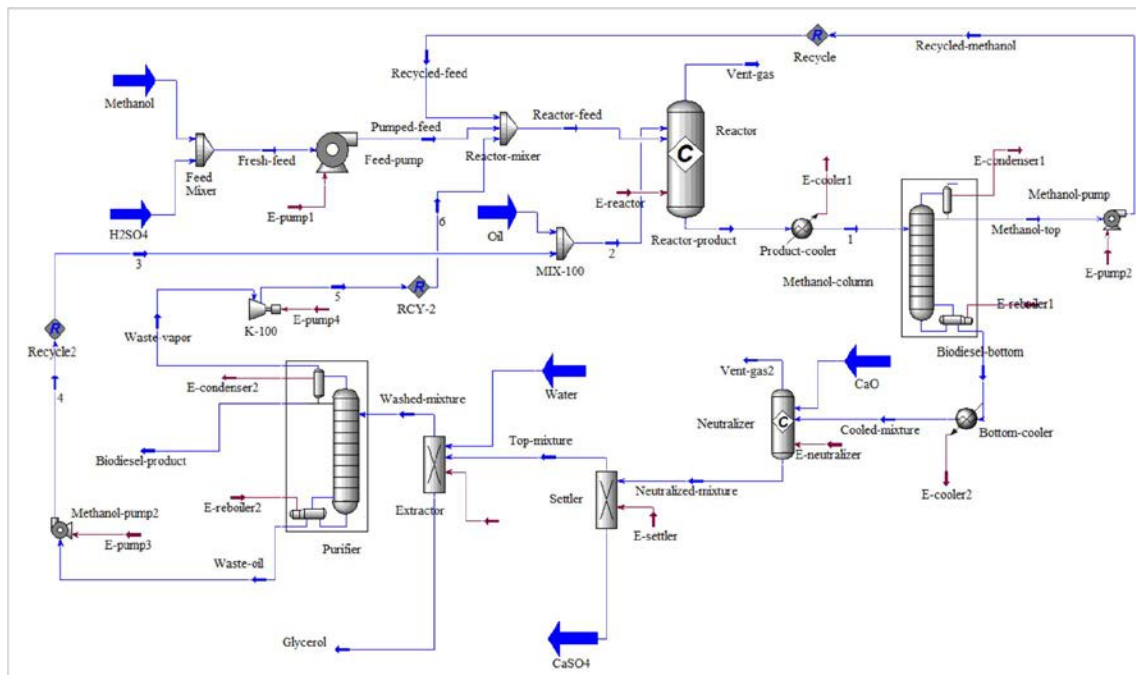 Recycle
Recycled-methanol
Recycled-feed
Vent-gas
Methanol
Pumped-feed
Reactor-feed
Reactor
Fresh-feed
Feed-pump
Reactor-mixer
E-condenser1
Feed
Mixer
E-cooler1
Methanol-pump
E-pump1
E-reactor
H2SO4
6
Oil
Reactor-product
1
Methanol-top
Product-cooler
3
MIX-100
2
Methanol-column
E-pump2
5
E-reboiler1
K-100
E-pump4
RCY-2
Waste-vapor
Biodiesel-bottom
Recycle2
Vent-gas2
CaO
E-condenser2
Water
4
Washed-mixture
Neutralizer
Cooled-mixture
Bottom-cooler
Top-mixture
Biodiesel-product
E-neutralizer
E-cooler2
E-reboiler2
Settler
Neutralized-mixture
Methanol-pump2
Extractor
E-pump3
E-settler
Purifier
Waste-oil
Glycerol
CaSO4
R
R
R
C
C